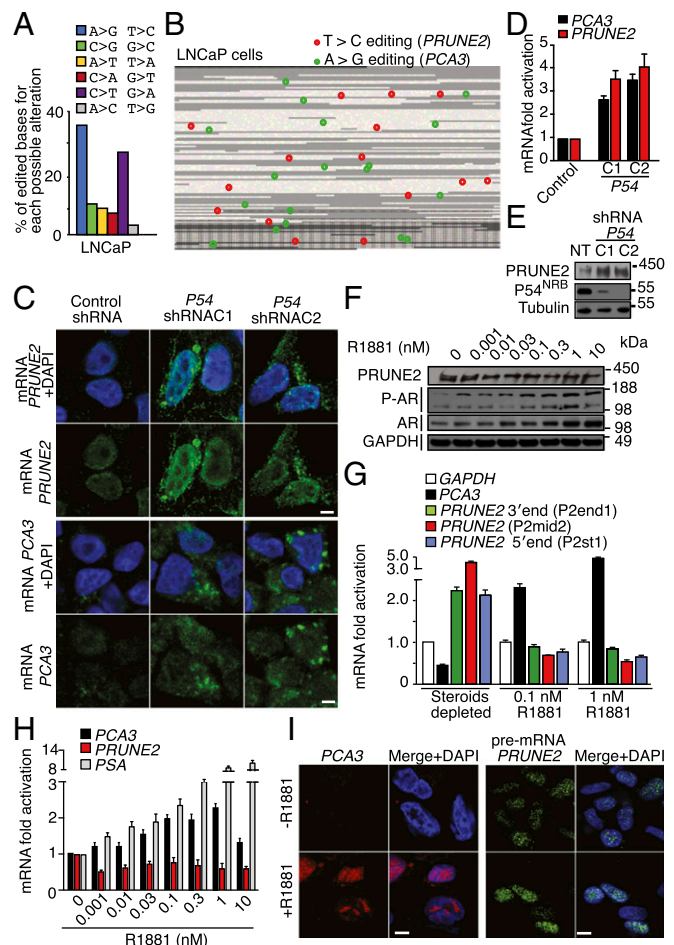 A
A>G T>C
C>G G>C
A>T T>A
C>A G>T
C>T G>A
A>C T>G
% of edited bases for
each possible alteration
40
20
0
LNCaP
B
LNCaP cells
T > C editing (PRUNE2)
A > G editing (PCA3)
C
Control
shRNA
P54
shRNAC1
P54
shRNAC2
mRNA
PRUNE2
+DAPI
mRNA
PRUNE2
mRNA PCA3
+DAPI
mRNA
PCA3
D
PCA3
PRUNE2
mRNAfold activation
5
4
3
2
1
0
Control
C1 C2
P54
E
shRNA
P54
NT C1 C2
PRUNE2 450
P54NRB 55
Tubulin 55
F
R1881 (nM) 0 0.001 0.01 0.03 0.1 0.3 1 10 kDa
PRUNE2 450
188
P-AR
98
AR 98
GAPDH 49
G
GAPDH
PCA3
PRUNE2 3′end (P2end1)
PRUNE2 (P2mid2)
PRUNE2 5′end (P2st1)
mRNA fold activation
5.0
3.0
2.0
1.0
0
Steroids
depleted
0.1 nM
R1881
1 nM
R1881
H
PCA3
PRUNE2
PSA
mRNA fold activation
14
8
3
2
1
0
0 0.001 0.01 0.03 0.1 0.3 1 10
R1881 (nM)
I
PCA3 Merge+DAPI
pre-mRNA
PRUNE2 Merge+DAPI
-R1881
+R1881